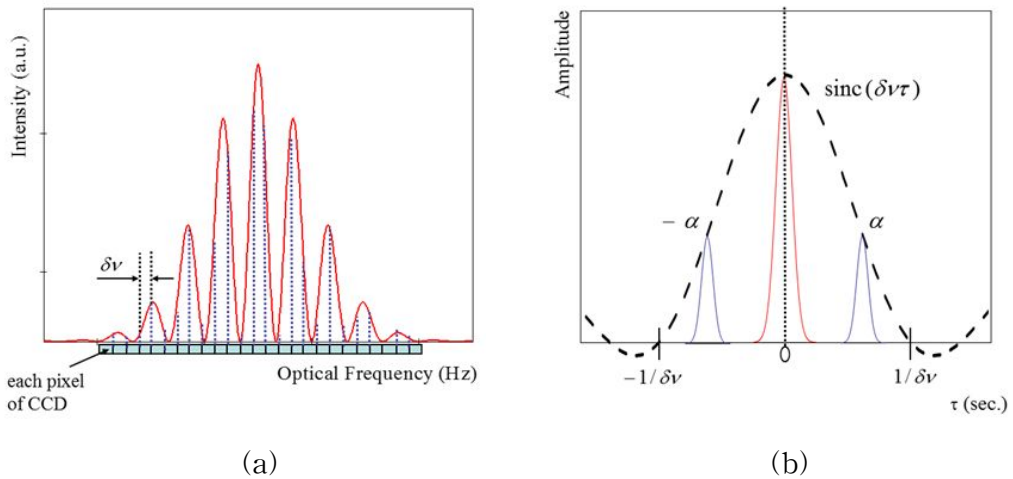 Intensity (a.u.)
δν
each pixel
of CCD
Optical Frequency (Hz)
(a)
Amplitude
sinc(δντ)
− α
α
−1/δν
0
1/δν
τ (sec.)
(b)